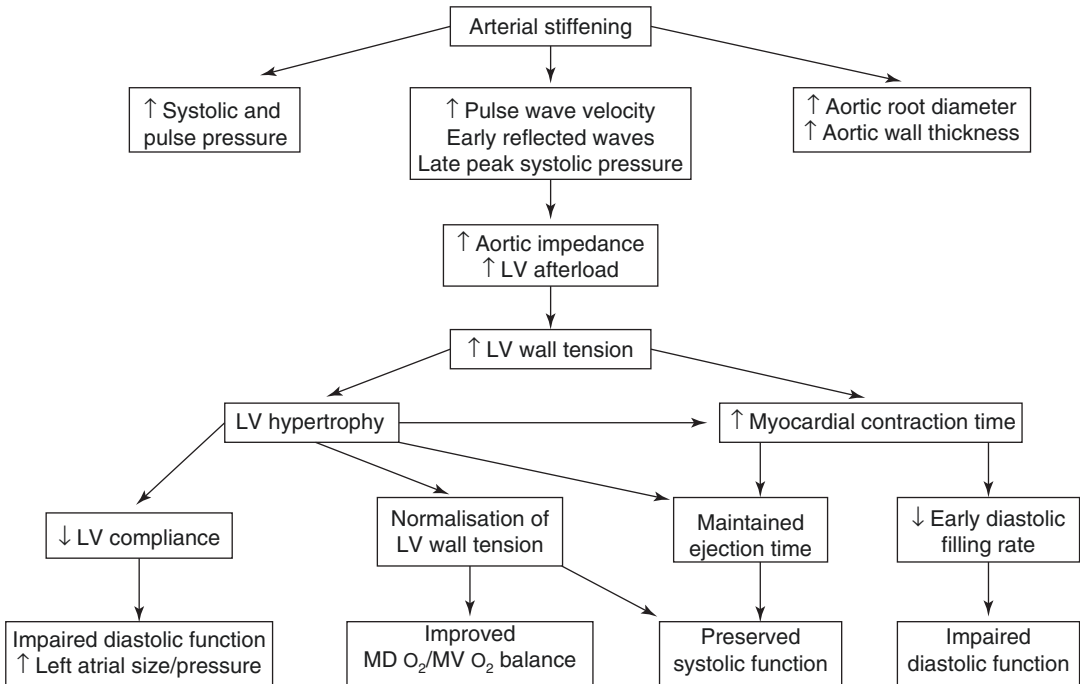 Arterial stiffening
↑ Systolic and
pulse pressure
↑ Pulse wave velocity
Early reflected waves
Late peak systolic pressure
↑ Aortic root diameter
↑ Aortic wall thickness
↑ Aortic impedance
↑ LV afterload
↑ LV wall tension
LV hypertrophy
↑ Myocardial contraction time
↓ LV compliance
Normalisation of
LV wall tension
Maintained
ejection time
↓ Early diastolic
filling rate
Impaired diastolic function
↑ Left atrial size/pressure
Improved
MD O₂/MV O₂ balance
Preserved
systolic function
Impaired
diastolic function